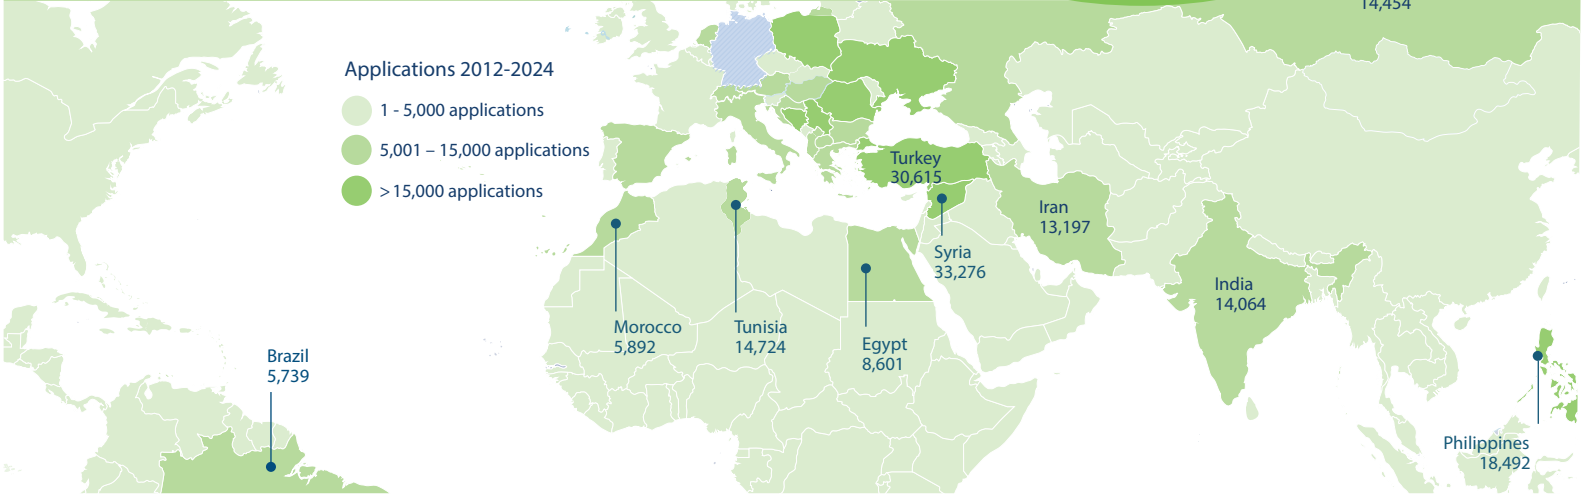 14,454
Applications 2012-2024
1 - 5,000 applications
5,001 – 15,000 applications
> 15,000 applications
Turkey
30,615
Iran
13,197
Syria
33,276
India
14,064
Morocco
5,892
Tunisia
14,724
Egypt
8,601
Brazil
5,739
Philippines
18,492